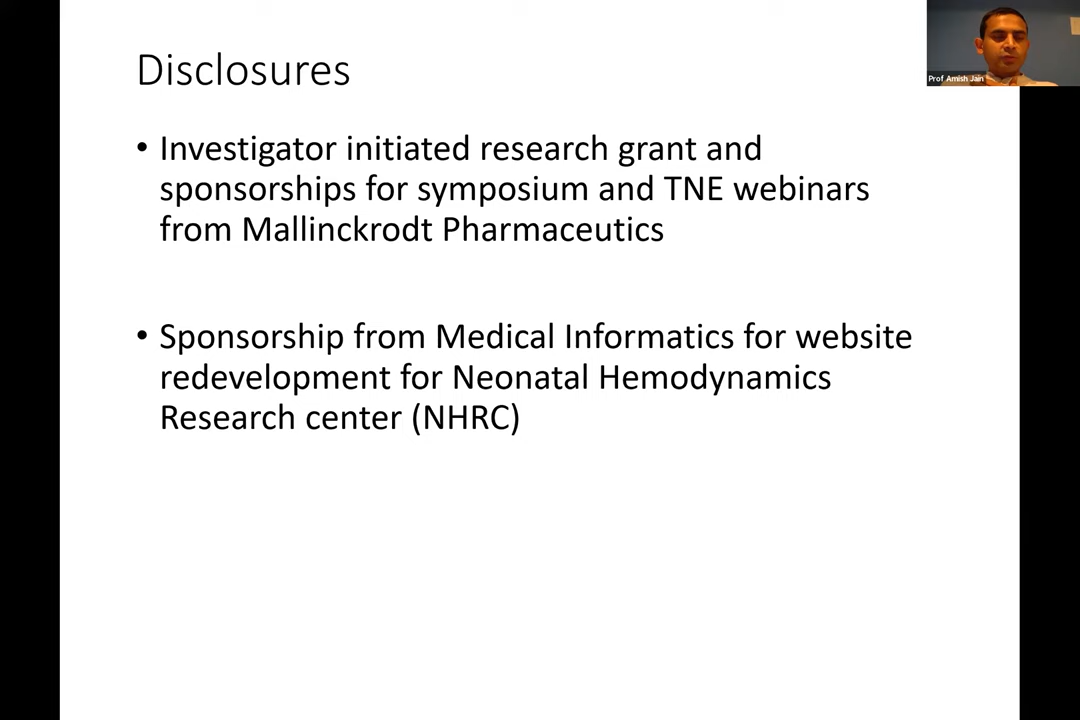 Disclosures
Prof Amish Jain
• Investigator initiated research grant and
sponsorships for symposium and TNE webinars
from Mallinckrodt Pharmaceutics
• Sponsorship from Medical Informatics for website
redevelopment for Neonatal Hemodynamics
Research center (NHRC)